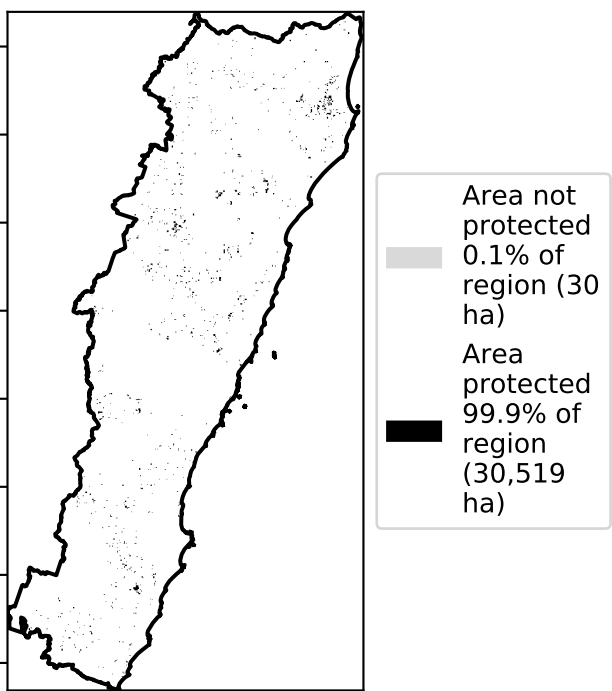 Area not
protected
0.1% of
region (30
ha)
Area
protected
99.9% of
region
(30,519
ha)